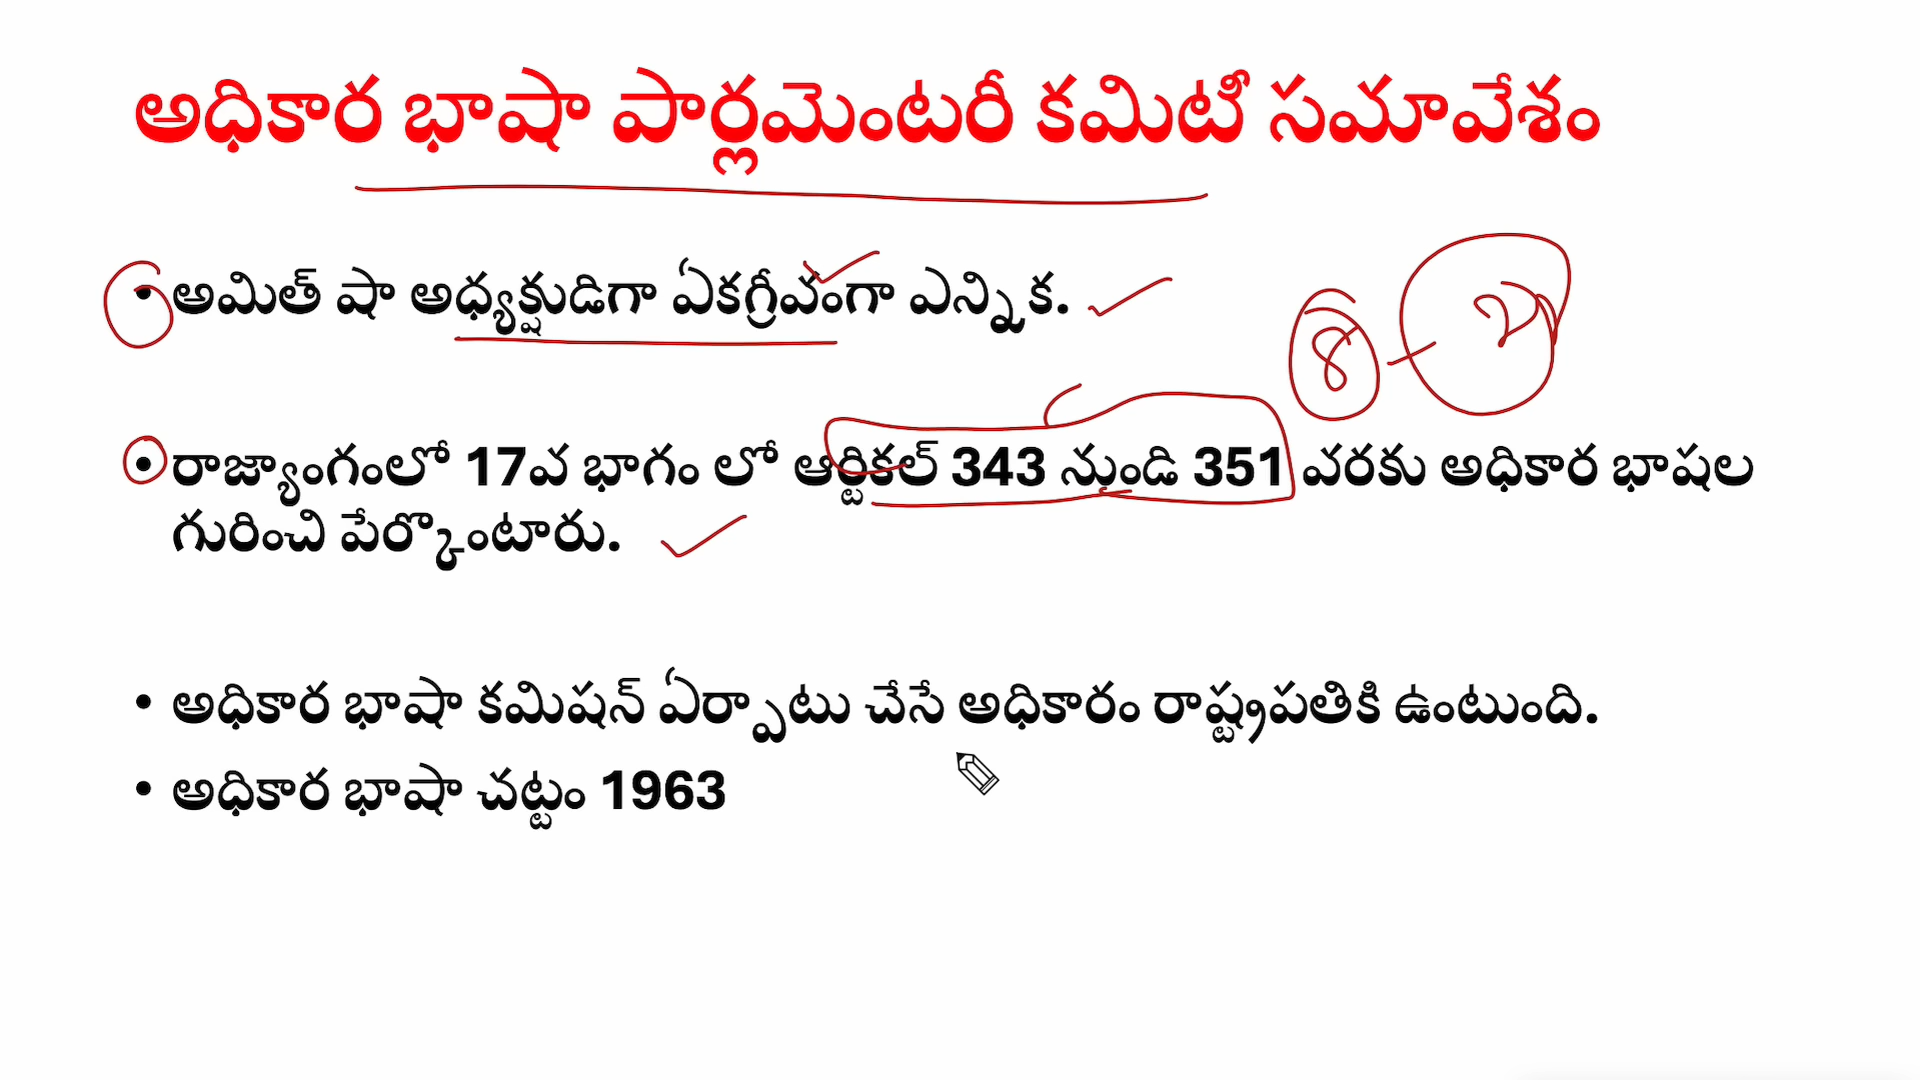 అధికార భాషా పార్లమెంటరీ కమిటీ సమావేశం
• అమిత్ షా అధ్యక్షుడిగా ఏకగ్రీవంగా ఎన్నిక.
8 -
• రాజ్యాంగంలో 17వ భాగం లో ఆర్టికల్ 343 నుండి 351 వరకు అధికార భాషల
గురించి పేర్కొంటారు.
• అధికార భాషా కమిషన్ ఏర్పాటు చేసే అధికారం రాష్ట్రపతికి ఉంటుంది.
• అధికార భాషా చట్టం 1963